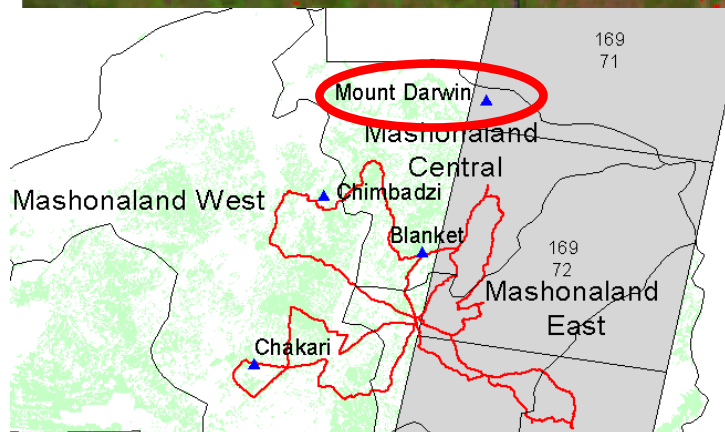 169
71
Mount Darwin
Mashonaland
Central
Chimbadzi
Mashonaland West
Blanket
169
72
Mashonaland
East
Chakari